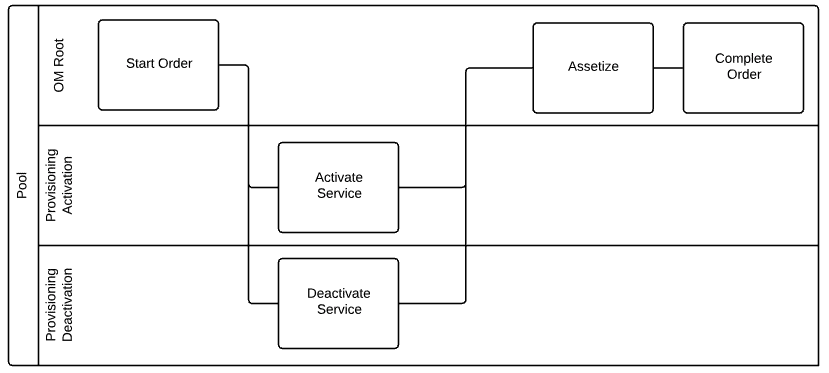 Pool
OM Root
Start Order
Assetize
Complete
Order
Provisioning
Activation
Activate
Service
Provisioning
Deactivation
Deactivate
Service